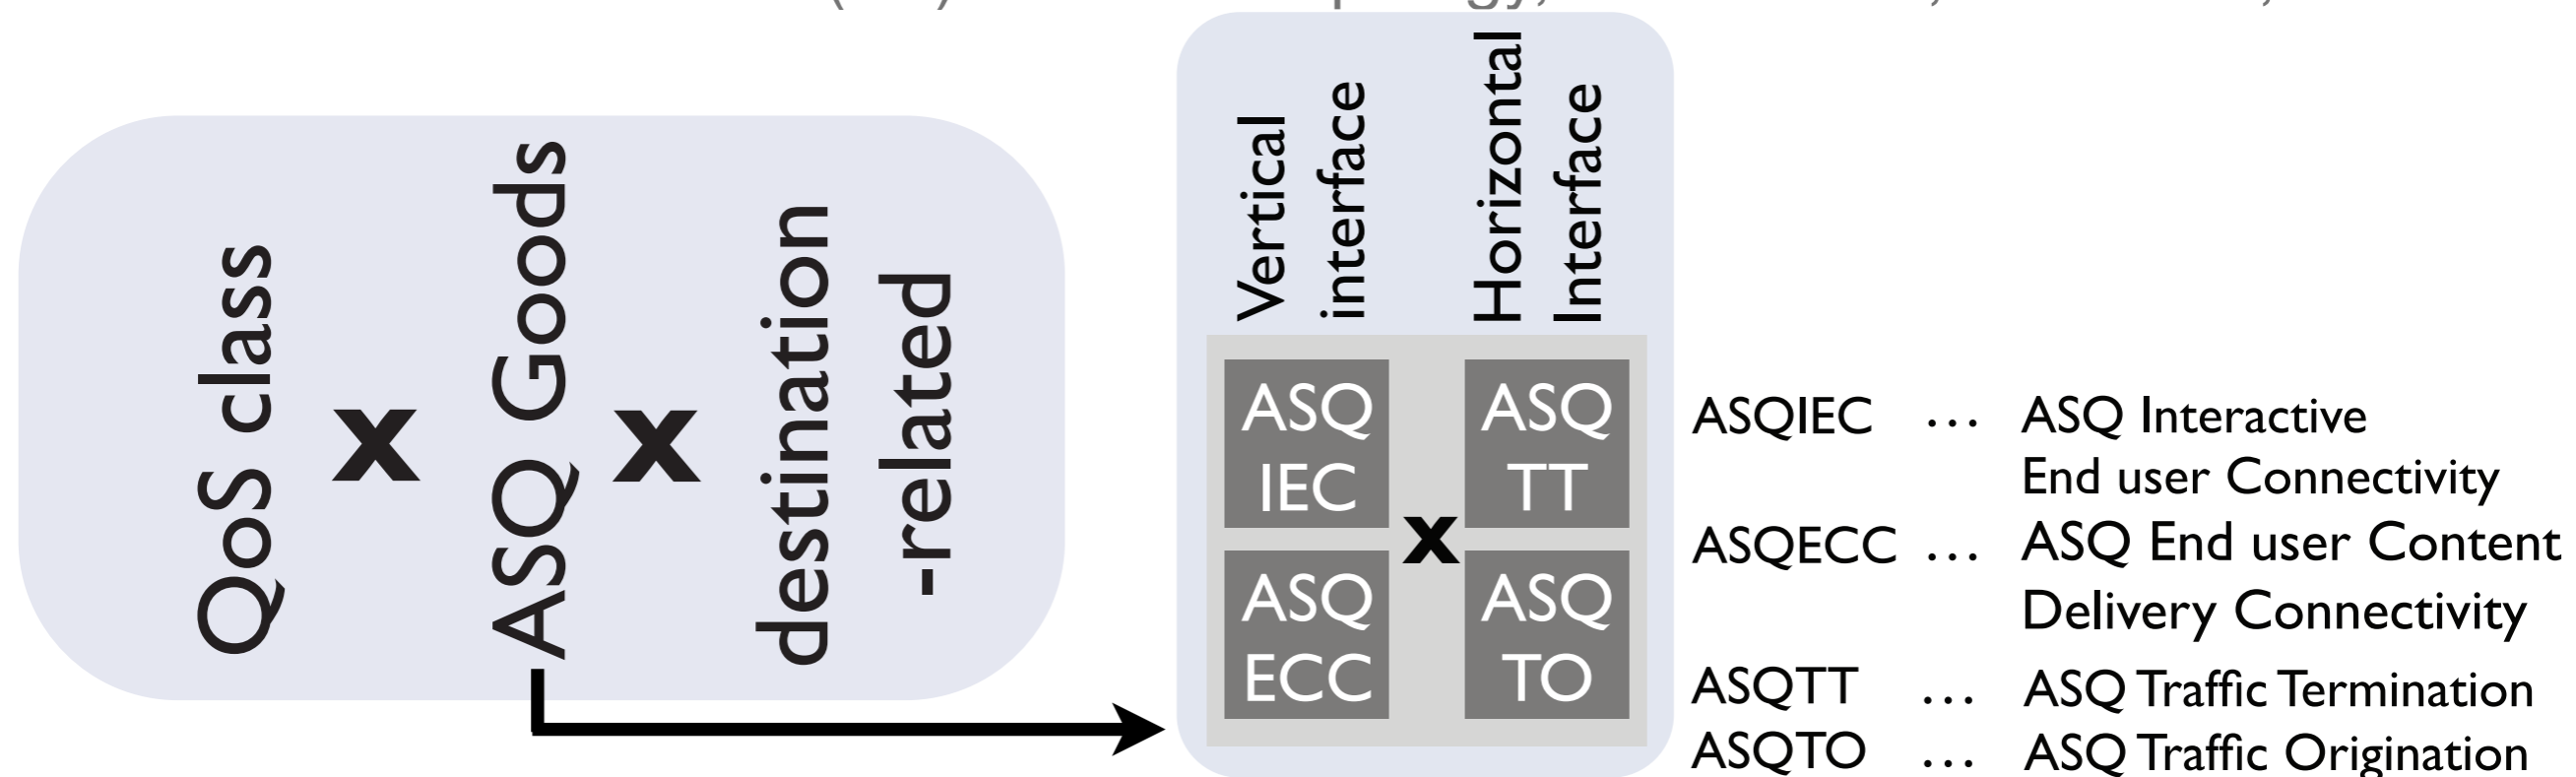 QoS class
x
ASQ Goods
x
destination
-related
Vertical
interface
Horizontal
Interface
ASQ
IEC
ASQ
TT
x
ASQ
ECC
ASQ
TO
ASQIEC … ASQ Interactive
End user Connectivity
ASQECC … ASQ End user Content
Delivery Connectivity
ASQTT … ASQ Traffic Termination
ASQTO … ASQ Traffic Origination